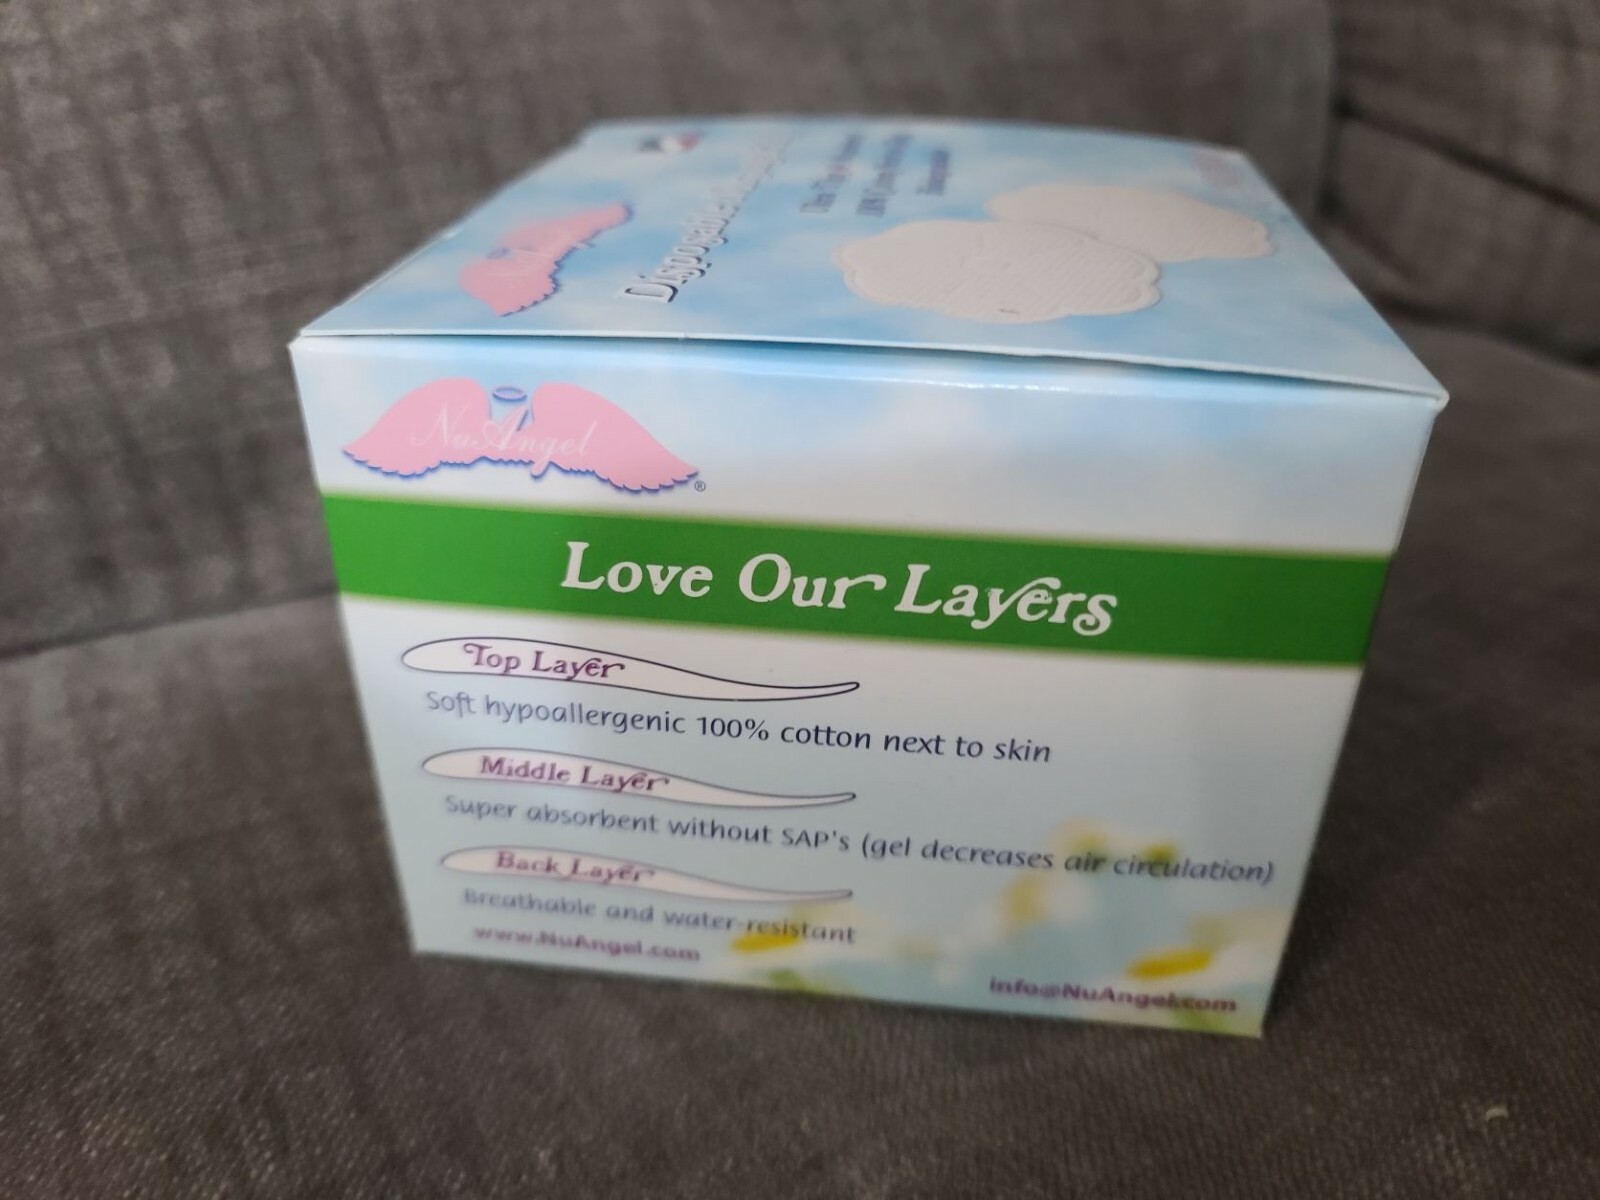 Disposable
NuAngel
®
Love Our Layers
Top Layer
Soft hypoallergenic 100% cotton next to skin
Middle Layer
Super absorbent without SAP's (gel decreases air circulation)
Back Layer
Breathable and water-resistant
www.NuAngel.com
info@NuAngel.com